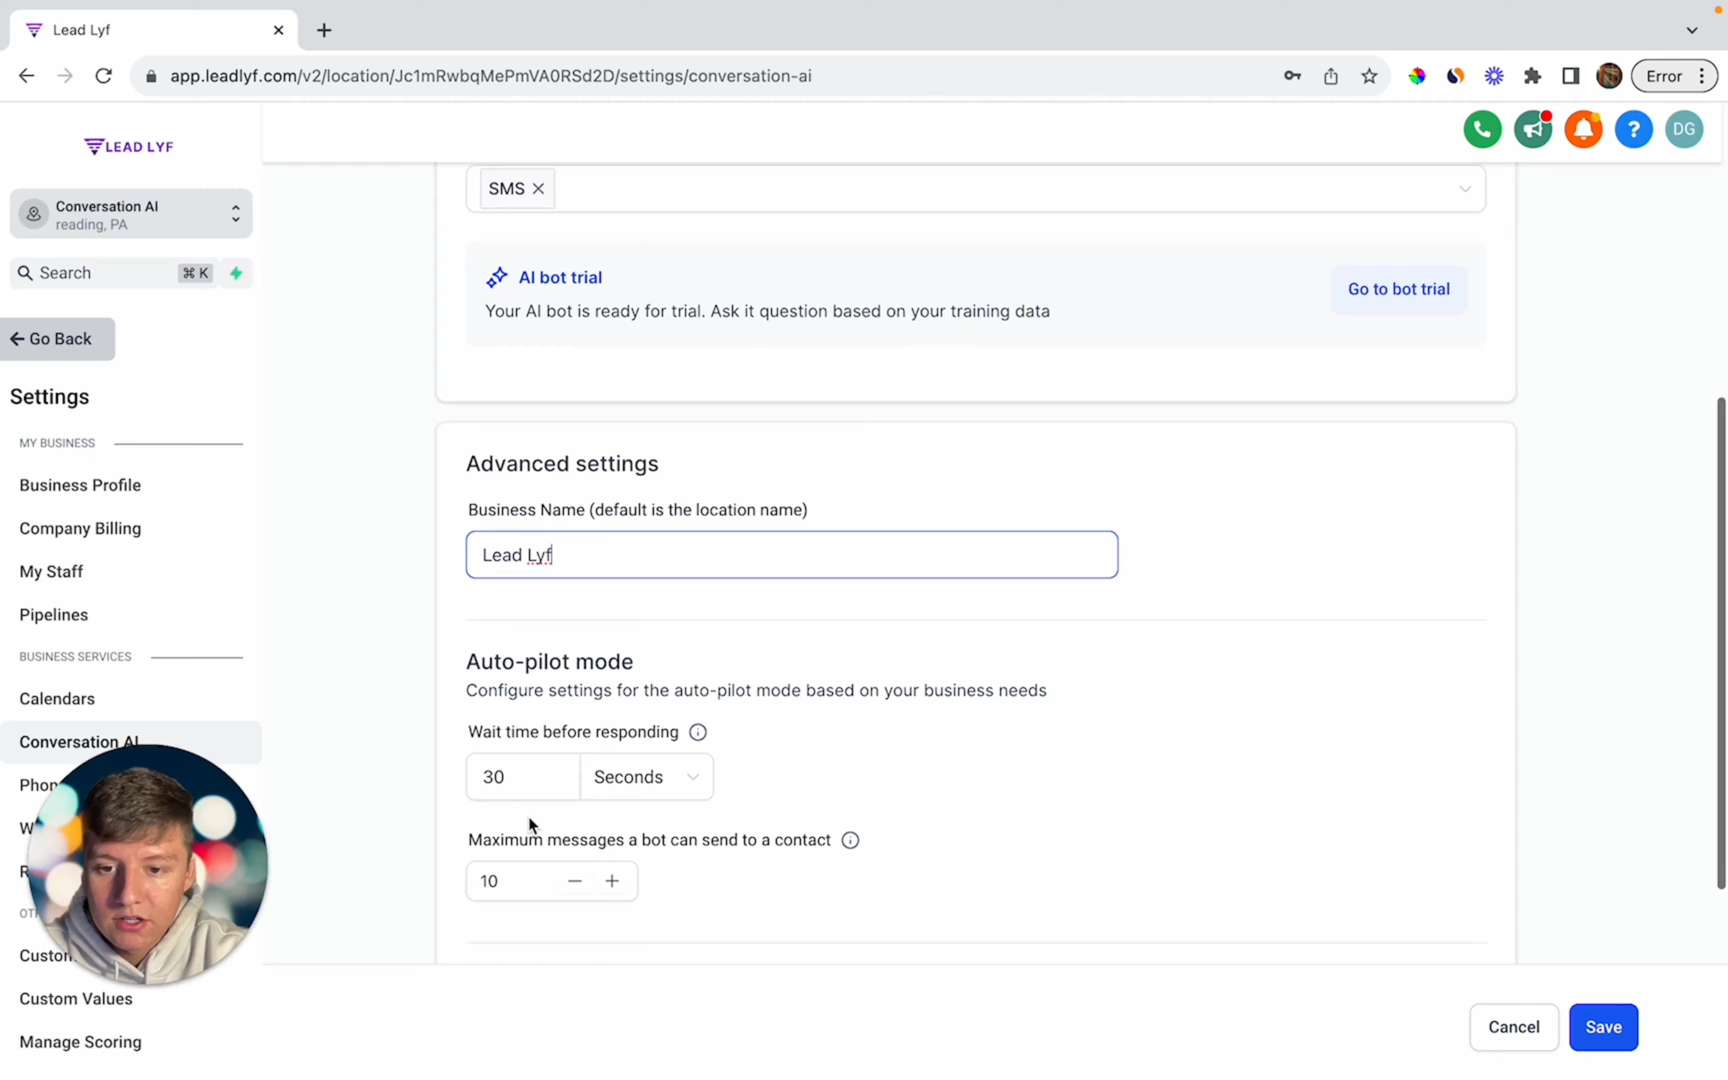 Lead Lyf
app.leadlyf.com/v2/location/Jc1mRwbqMePmVA0RSd2D/settings/conversation-ai
Error
LEAD LYF
DG
Conversation AI
reading, PA
Search ⌘ K
Go Back
Settings
MY BUSINESS
Business Profile
Company Billing
My Staff
Pipelines
BUSINESS SERVICES
Calendars
Conversation AI
Custom Values
Manage Scoring
SMS
AI bot trial
Your AI bot is ready for trial. Ask it question based on your training data
Go to bot trial
Advanced settings
Business Name (default is the location name)
Lead Lyf
Auto-pilot mode
Configure settings for the auto-pilot mode based on your business needs
Wait time before responding
30 Seconds
Maximum messages a bot can send to a contact
10 − +
Cancel Save